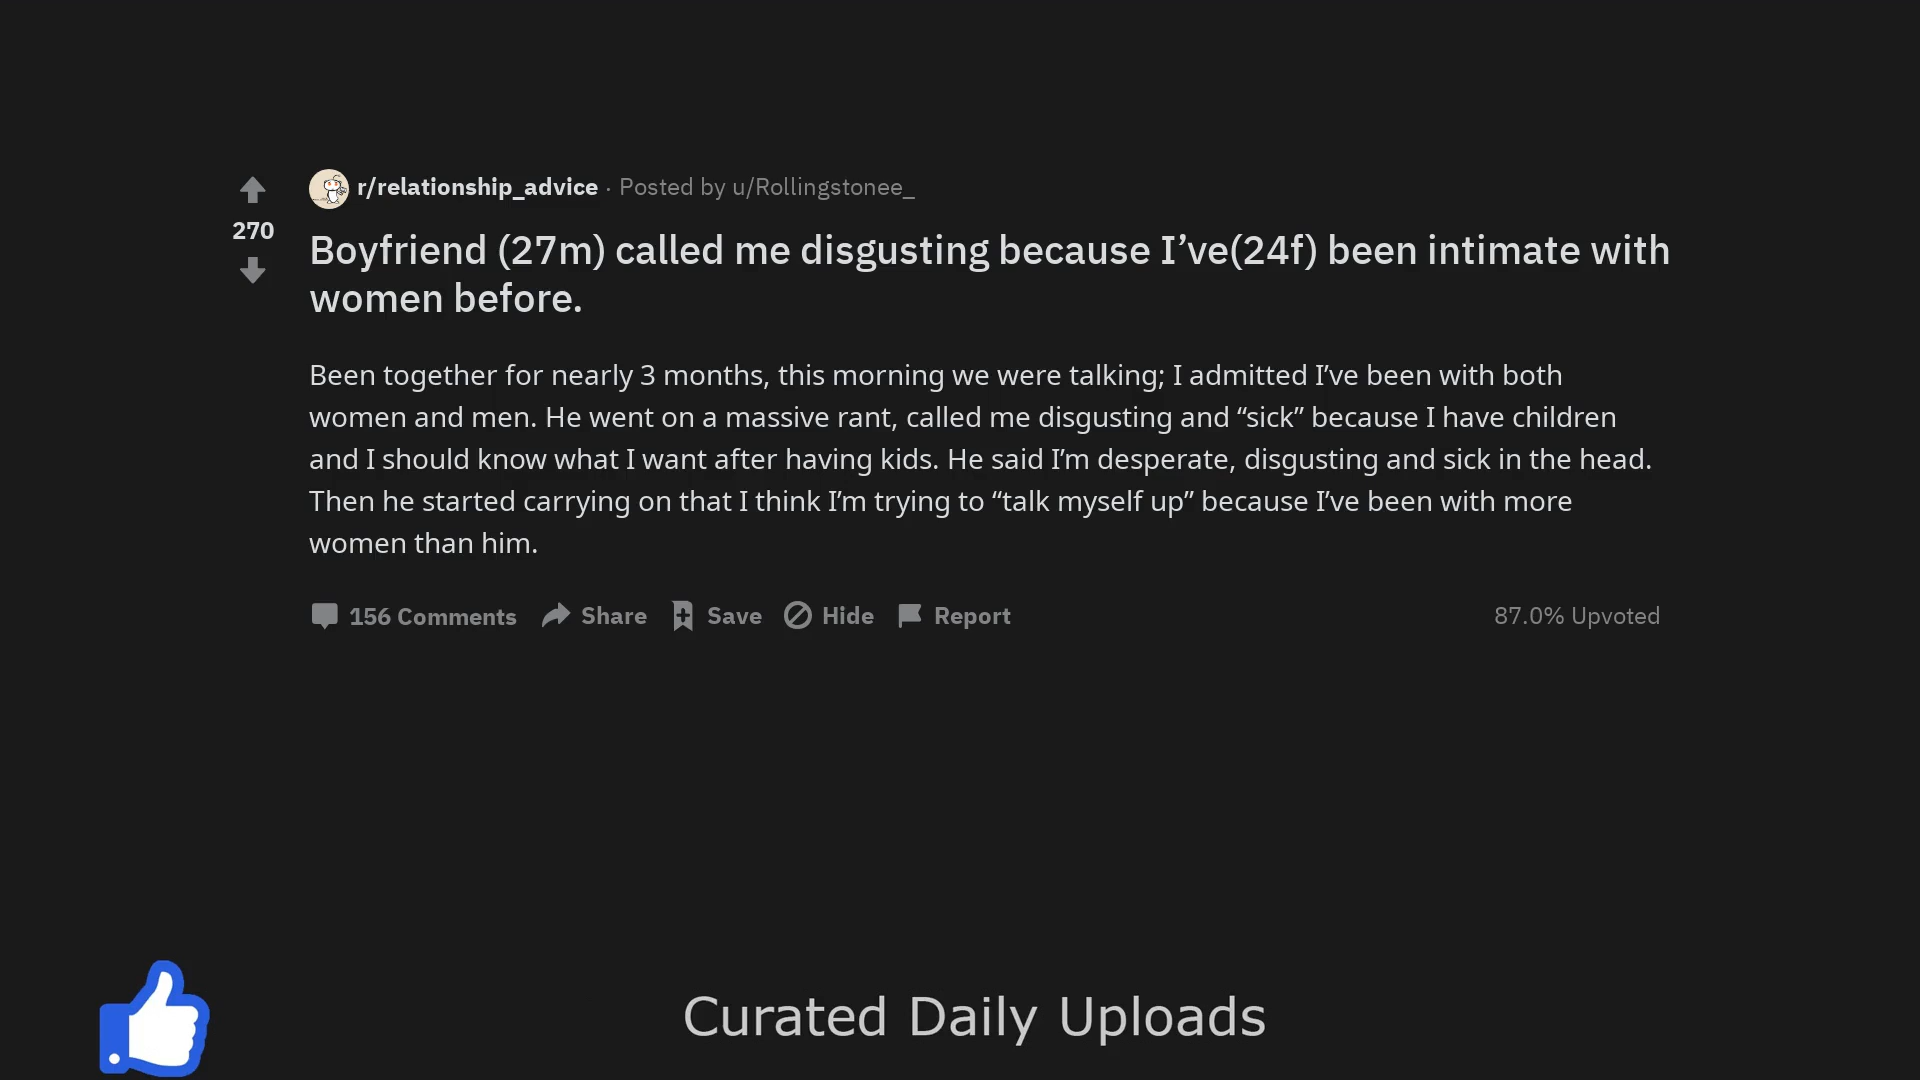 r/relationship_advice · Posted by u/Rollingstonee_
270
Boyfriend (27m) called me disgusting because I’ve(24f) been intimate with
women before.
Been together for nearly 3 months, this morning we were talking; I admitted I’ve been with both
women and men. He went on a massive rant, called me disgusting and “sick” because I have children
and I should know what I want after having kids. He said I’m desperate, disgusting and sick in the head.
Then he started carrying on that I think I’m trying to “talk myself up” because I’ve been with more
women than him.
156 Comments Share Save Hide Report 87.0% Upvoted
Curated Daily Uploads